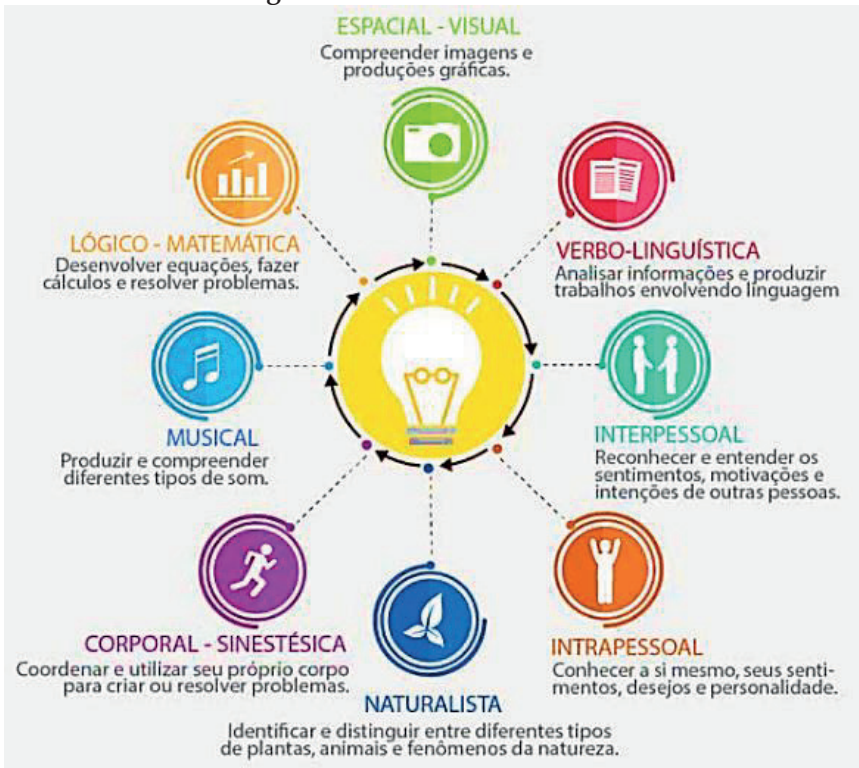 g
ESPACIAL - VISUAL
Compreender imagens e
produções gráficas.
LÓGICO - MATEMÁTICA
Desenvolver equações, fazer
cálculos e resolver problemas.
VERBO-LINGUÍSTICA
Analisar informações e produzir
trabalhos envolvendo linguagem
MUSICAL
Produzir e compreender
diferentes tipos de som.
INTERPESSOAL
Reconhecer e entender os
sentimentos, motivações e
intenções de outras pessoas.
CORPORAL - SINESTÉSICA
Coordenar e utilizar seu próprio corpo
para criar ou resolver problemas.
INTRAPESSOAL
Conhecer a si mesmo, seus senti-
mentos, desejos e personalidade.
NATURALISTA
Identificar e distinguir entre diferentes tipos
de plantas, animais e fenômenos da natureza.